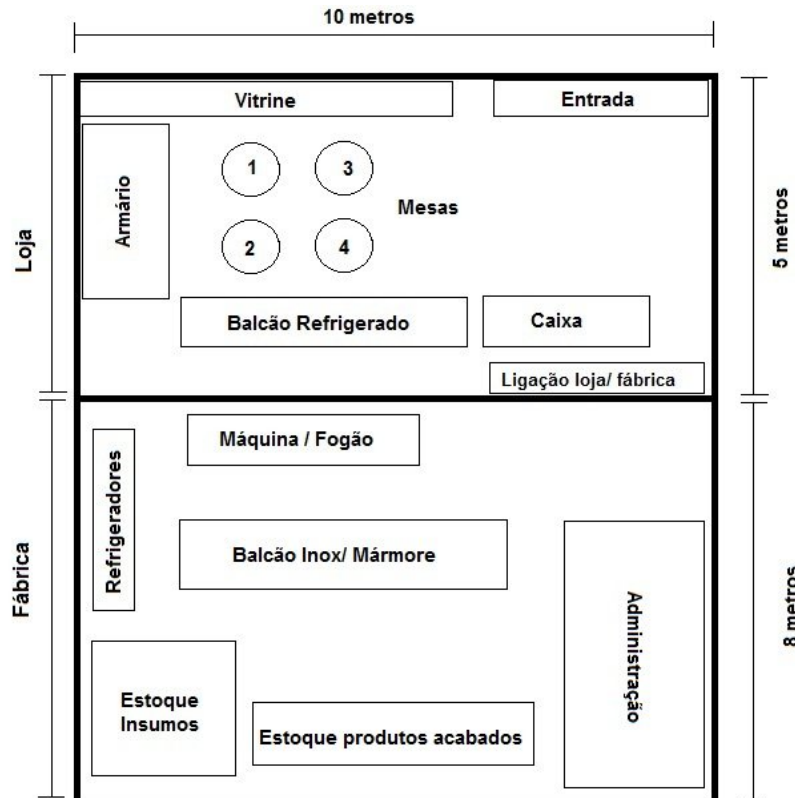 10 metros
Vitrine
Entrada
Armário
1
3
2
4
Mesas
Loja
5 metros
Balcão Refrigerado
Caixa
Ligação loja/ fábrica
Máquina / Fogão
Refrigeradores
Balcão Inox/ Mármore
Fábrica
8 metros
Administração
Estoque
Insumos
Estoque produtos acabados